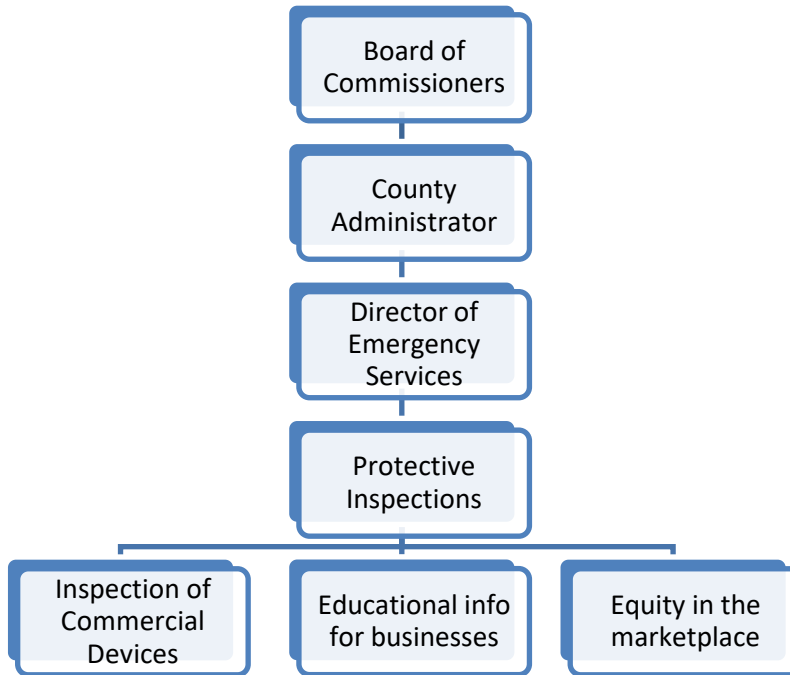 Board of
Commissioners
County
Administrator
Director of
Emergency
Services
Protective
Inspections
Inspection of
Commercial
Devices
Educational info
for businesses
Equity in the
marketplace